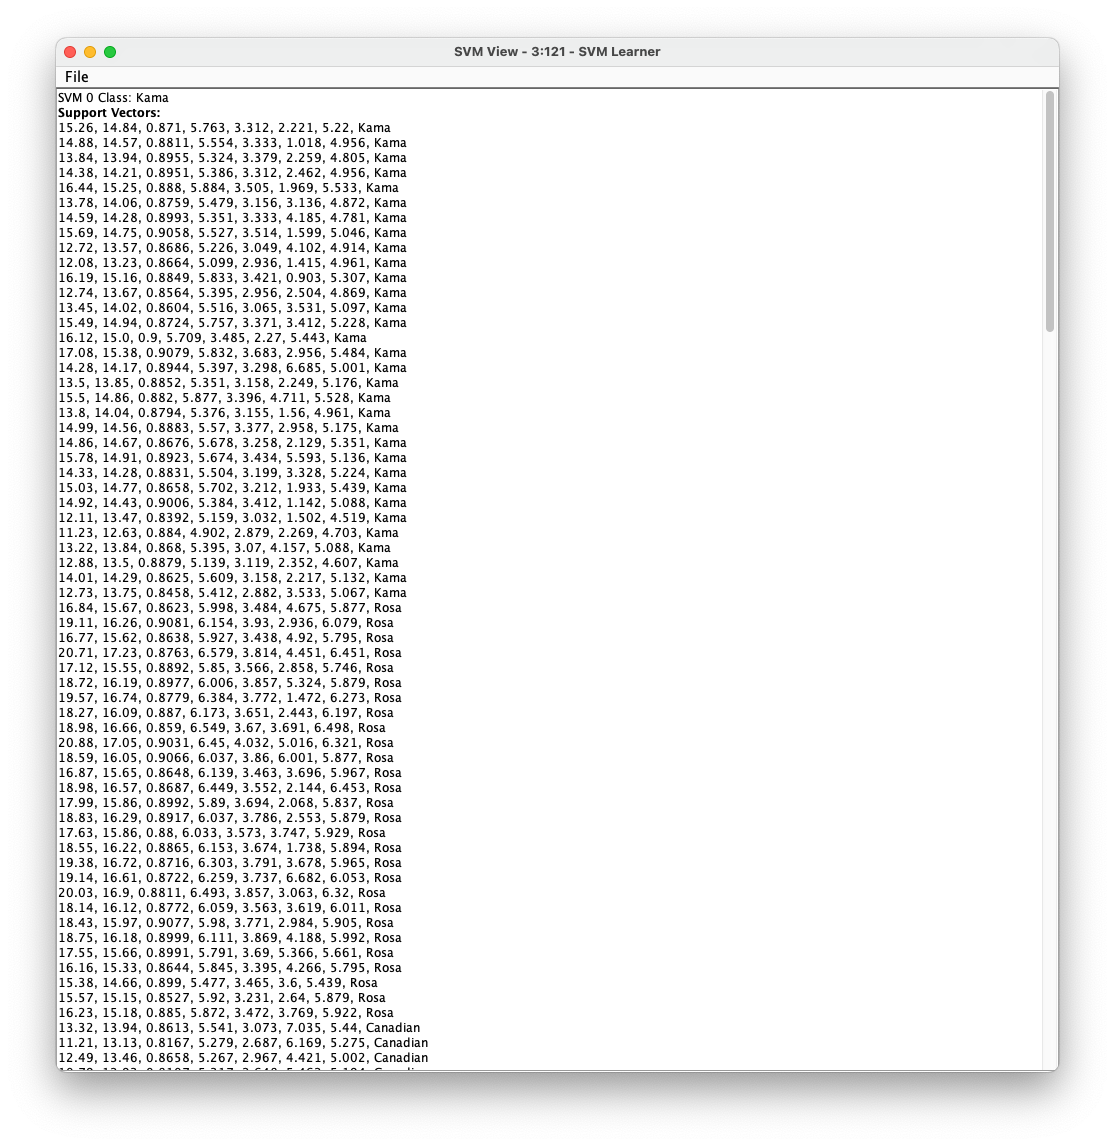 SVM View - 3:121 - SVM Learner
File
SVM 0 Class: Kama
Support Vectors:
15.26, 14.84, 0.871, 5.763, 3.312, 2.221, 5.22, Kama
14.88, 14.57, 0.8811, 5.554, 3.333, 1.018, 4.956, Kama
13.84, 13.94, 0.8955, 5.324, 3.379, 2.259, 4.805, Kama
14.38, 14.21, 0.8951, 5.386, 3.312, 2.462, 4.956, Kama
16.44, 15.25, 0.888, 5.884, 3.505, 1.969, 5.533, Kama
13.78, 14.06, 0.8759, 5.479, 3.156, 3.136, 4.872, Kama
14.59, 14.28, 0.8993, 5.351, 3.333, 4.185, 4.781, Kama
15.69, 14.75, 0.9058, 5.527, 3.514, 1.599, 5.046, Kama
12.72, 13.57, 0.8686, 5.226, 3.049, 4.102, 4.914, Kama
12.08, 13.23, 0.8664, 5.099, 2.936, 1.415, 4.961, Kama
16.19, 15.16, 0.8849, 5.833, 3.421, 0.903, 5.307, Kama
12.74, 13.67, 0.8564, 5.395, 2.956, 2.504, 4.869, Kama
13.45, 14.02, 0.8604, 5.516, 3.065, 3.531, 5.097, Kama
15.49, 14.94, 0.8724, 5.757, 3.371, 3.412, 5.228, Kama
16.12, 15.0, 0.9, 5.709, 3.485, 2.27, 5.443, Kama
17.08, 15.38, 0.9079, 5.832, 3.683, 2.956, 5.484, Kama
14.28, 14.17, 0.8944, 5.397, 3.298, 6.685, 5.001, Kama
13.5, 13.85, 0.8852, 5.351, 3.158, 2.249, 5.176, Kama
15.5, 14.86, 0.882, 5.877, 3.396, 4.711, 5.528, Kama
13.8, 14.04, 0.8794, 5.376, 3.155, 1.56, 4.961, Kama
14.99, 14.56, 0.8883, 5.57, 3.377, 2.958, 5.175, Kama
14.86, 14.67, 0.8676, 5.678, 3.258, 2.129, 5.351, Kama
15.78, 14.91, 0.8923, 5.674, 3.434, 5.593, 5.136, Kama
14.33, 14.28, 0.8831, 5.504, 3.199, 3.328, 5.224, Kama
15.03, 14.77, 0.8658, 5.702, 3.212, 1.933, 5.439, Kama
14.92, 14.43, 0.9006, 5.384, 3.412, 1.142, 5.088, Kama
12.11, 13.47, 0.8392, 5.159, 3.032, 1.502, 4.519, Kama
11.23, 12.63, 0.884, 4.902, 2.879, 2.269, 4.703, Kama
13.22, 13.84, 0.868, 5.395, 3.07, 4.157, 5.088, Kama
12.88, 13.5, 0.8879, 5.139, 3.119, 2.352, 4.607, Kama
14.01, 14.29, 0.8625, 5.609, 3.158, 2.217, 5.132, Kama
12.73, 13.75, 0.8458, 5.412, 2.882, 3.533, 5.067, Kama
16.84, 15.67, 0.8623, 5.998, 3.484, 4.675, 5.877, Rosa
19.11, 16.26, 0.9081, 6.154, 3.93, 2.936, 6.079, Rosa
16.77, 15.62, 0.8638, 5.927, 3.438, 4.92, 5.795, Rosa
20.71, 17.23, 0.8763, 6.579, 3.814, 4.451, 6.451, Rosa
17.12, 15.55, 0.8892, 5.85, 3.566, 2.858, 5.746, Rosa
18.72, 16.19, 0.8977, 6.006, 3.857, 5.324, 5.879, Rosa
19.57, 16.74, 0.8779, 6.384, 3.772, 1.472, 6.273, Rosa
18.27, 16.09, 0.887, 6.173, 3.651, 2.443, 6.197, Rosa
18.98, 16.66, 0.859, 6.549, 3.67, 3.691, 6.498, Rosa
20.88, 17.05, 0.9031, 6.45, 4.032, 5.016, 6.321, Rosa
18.59, 16.05, 0.9066, 6.037, 3.86, 6.001, 5.877, Rosa
16.87, 15.65, 0.8648, 6.139, 3.463, 3.696, 5.967, Rosa
18.98, 16.57, 0.8687, 6.449, 3.552, 2.144, 6.453, Rosa
17.99, 15.86, 0.8992, 5.89, 3.694, 2.068, 5.837, Rosa
18.83, 16.29, 0.8917, 6.037, 3.786, 2.553, 5.879, Rosa
17.63, 15.86, 0.88, 6.033, 3.573, 3.747, 5.929, Rosa
18.55, 16.22, 0.8865, 6.153, 3.674, 1.738, 5.894, Rosa
19.38, 16.72, 0.8716, 6.303, 3.791, 3.678, 5.965, Rosa
19.14, 16.61, 0.8722, 6.259, 3.737, 6.682, 6.053, Rosa
20.03, 16.9, 0.8811, 6.493, 3.857, 3.063, 6.32, Rosa
18.14, 16.12, 0.8772, 6.059, 3.563, 3.619, 6.011, Rosa
18.43, 15.97, 0.9077, 5.98, 3.771, 2.984, 5.905, Rosa
18.75, 16.18, 0.8999, 6.111, 3.869, 4.188, 5.992, Rosa
17.55, 15.66, 0.8991, 5.791, 3.69, 5.366, 5.661, Rosa
16.16, 15.33, 0.8644, 5.845, 3.395, 4.266, 5.795, Rosa
15.38, 14.66, 0.899, 5.477, 3.465, 3.6, 5.439, Rosa
15.57, 15.15, 0.8527, 5.92, 3.231, 2.64, 5.879, Rosa
16.23, 15.18, 0.885, 5.872, 3.472, 3.769, 5.922, Rosa
13.32, 13.94, 0.8613, 5.541, 3.073, 7.035, 5.44, Canadian
11.21, 13.13, 0.8167, 5.279, 2.687, 6.169, 5.275, Canadian
12.49, 13.46, 0.8658, 5.267, 2.967, 4.421, 5.002, Canadian